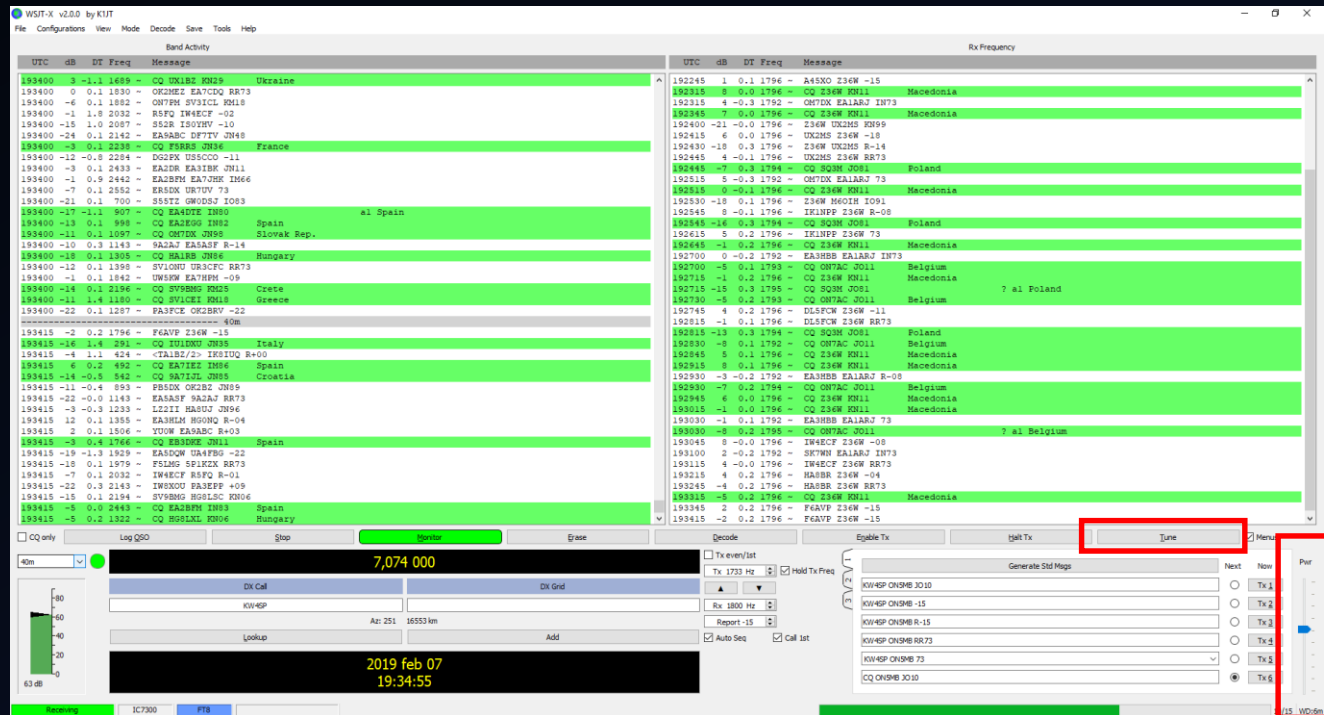 WSJT-X v2.0.0 by K1JT
File Configurations View Mode Decode Save Tools Help
Band Activity
UTC dB DT Freq Message
193400 3 -1.1 1689 ~ CQ UX1BZ KN29 Ukraine
193400 0 0.1 1830 ~ OK2MEZ EA7CDQ RR73
193400 -6 0.1 1882 ~ ON7PM SV3ICL KM18
193400 -1 1.8 2032 ~ R5FQ IW4ECF -02
193400 -15 1.0 2087 ~ S52R IS0YHV -10
193400 -24 0.1 2142 ~ EA9ABC DF7TV JN48
193400 -3 0.1 2238 ~ CQ F5RRS JN36 France
193400 -12 -0.8 2284 ~ DG2PX US5CCO -11
193400 -3 0.1 2433 ~ EA2DR EA3IBK JN11
193400 -1 0.9 2442 ~ EA2BFM EA7JHK IM66
193400 -7 0.1 2552 ~ ER5DX UR7UV 73
193400 -21 0.1 700 ~ S55TZ GW0DSJ IO83
193400 -17 -1.1 907 ~ CQ EA4DTE IN80 al Spain
193400 -13 0.1 998 ~ CQ EA2EGG IN82 Spain
193400 -11 0.1 1097 ~ CQ OM7DX JN98 Slovak Rep.
193400 -10 0.3 1143 ~ 9A2AJ EA5ASF R-14
193400 -18 0.1 1305 ~ CQ HA1RB JN86 Hungary
193400 -12 0.1 1398 ~ SV1ONU UR3CFC RR73
193400 -1 0.1 1842 ~ UW5KW EA7HPM -09
193400 -14 0.1 2196 ~ CQ SV9BMG KM25 Crete
193400 -11 1.4 1180 ~ CQ SV1CEI KM18 Greece
193400 -22 0.1 1287 ~ PA3FCE OK2BRV -22
------------------------------------ 40m
193415 -2 0.2 1796 ~ F6AVP Z36W -15
193415 -16 1.4 291 ~ CQ IU1DXU JN35 Italy
193415 -4 1.1 424 ~ <TA1BZ/2> IK8IUQ R+00
193415 6 0.2 492 ~ CQ EA7IEZ IM86 Spain
193415 -14 -0.5 542 ~ CQ 9A7IJL JN85 Croatia
193415 -11 -0.4 893 ~ PB5DX OK2BZ JN89
193415 -22 -0.0 1143 ~ EA5ASF 9A2AJ RR73
193415 -3 -0.3 1233 ~ LZ2II HA5UJ JN96
193415 12 0.1 1355 ~ EA3HLM HG0NQ R-04
193415 2 0.1 1506 ~ YU0W EA9ABC R+03
193415 -3 0.4 1766 ~ CQ EB3DKE JN11 Spain
193415 -19 -1.3 1929 ~ EA5DQW UA4FBG -22
193415 -18 0.1 1979 ~ F5LMG SP1KZX RR73
193415 -7 0.1 2032 ~ IW4ECF R5FQ R-01
193415 -22 0.3 2143 ~ IW8XOU PA3EPP +09
193415 -15 0.1 2194 ~ SV9BMG HG8LSC KN06
193415 -5 0.0 2443 ~ CQ EA2BFM IN83 Spain
193415 -5 0.2 1322 ~ CQ HG8LXL KN06 Hungary
Rx Frequency
UTC dB DT Freq Message
192245 1 0.1 1796 ~ A45XO Z36W -15
192315 8 0.0 1796 ~ CQ Z36W KN11 Macedonia
192315 4 -0.3 1792 ~ OM7DX EA1ARJ IN73
192345 7 0.0 1796 ~ CQ Z36W KN11 Macedonia
192400 -21 -0.0 1796 ~ Z36W UX2MS KN99
192415 6 0.0 1796 ~ UX2MS Z36W -18
192430 -18 0.3 1796 ~ Z36W UX2MS R-14
192445 4 -0.1 1796 ~ UX2MS Z36W RR73
192445 -7 0.3 1794 ~ CQ SQ3M JO81 Poland
192515 5 -0.3 1792 ~ OM7DX EA1ARJ 73
192515 0 -0.1 1796 ~ CQ Z36W KN11 Macedonia
192530 -18 0.1 1796 ~ Z36W M6OIH IO91
192545 8 -0.1 1796 ~ IK1NPP Z36W R-08
192545 -16 0.3 1794 ~ CQ SQ3M JO81 Poland
192615 5 0.2 1796 ~ IK1NPP Z36W 73
192645 -1 0.2 1796 ~ CQ Z36W KN11 Macedonia
192700 0 -0.2 1792 ~ EA3HBB EA1ARJ IN73
192700 -5 0.1 1793 ~ CQ ON7AC JO11 Belgium
192715 -1 0.2 1796 ~ CQ Z36W KN11 Macedonia
192715 -15 0.3 1795 ~ CQ SQ3M JO81 ? al Poland
192730 -5 0.2 1793 ~ CQ ON7AC JO11 Belgium
192745 4 0.2 1796 ~ DL5FCW Z36W -11
192815 -1 0.1 1796 ~ DL5FCW Z36W RR73
192815 -13 0.3 1794 ~ CQ SQ3M JO81 Poland
192830 -8 0.1 1792 ~ CQ ON7AC JO11 Belgium
192845 5 0.1 1796 ~ CQ Z36W KN11 Macedonia
192915 8 0.1 1796 ~ CQ Z36W KN11 Macedonia
192930 -3 -0.2 1792 ~ EA3HBB EA1ARJ R-08
192930 -7 0.2 1794 ~ CQ ON7AC JO11 Belgium
192945 6 0.0 1796 ~ CQ Z36W KN11 Macedonia
193015 -1 0.0 1796 ~ CQ Z36W KN11 Macedonia
193030 -1 0.1 1792 ~ EA3HBB EA1ARJ 73
193030 -8 0.2 1795 ~ CQ ON7AC JO11 ? al Belgium
193045 8 -0.0 1796 ~ IW4ECF Z36W -08
193100 2 -0.2 1792 ~ SK7WN EA1ARJ IN73
193115 4 -0.0 1796 ~ IW4ECF Z36W RR73
193215 4 0.2 1796 ~ HA8BR Z36W -04
193245 -4 0.2 1796 ~ HA8BR Z36W RR73
193315 -5 0.2 1796 ~ CQ Z36W KN11 Macedonia
193345 2 0.2 1796 ~ F6AVP Z36W -15
193415 -2 0.2 1796 ~ F6AVP Z36W -15
CQ only Log QSO Stop Monitor Erase Decode Enable Tx Halt Tx Tune Menus
40m 7,074 000
DX Call DX Grid
KW4SP
Az: 251 16553 km
Lookup Add
2019 feb 07
19:34:55
80
60
40
20
0
63 dB
Tx even/1st
Tx 1733 Hz Hold Tx Freq
Rx 1800 Hz
Report -15
Auto Seq Call 1st
1
2
3
Generate Std Msgs Next Now Pwr
KW4SP ON5MB JO10 Tx 1
KW4SP ON5MB -15 Tx 2
KW4SP ON5MB R-15 Tx 3
KW4SP ON5MB RR73 Tx 4
KW4SP ON5MB 73 Tx 5
CQ ON5MB JO10 Tx 6
Receiving IC7300 FT8 /15 WD:6m